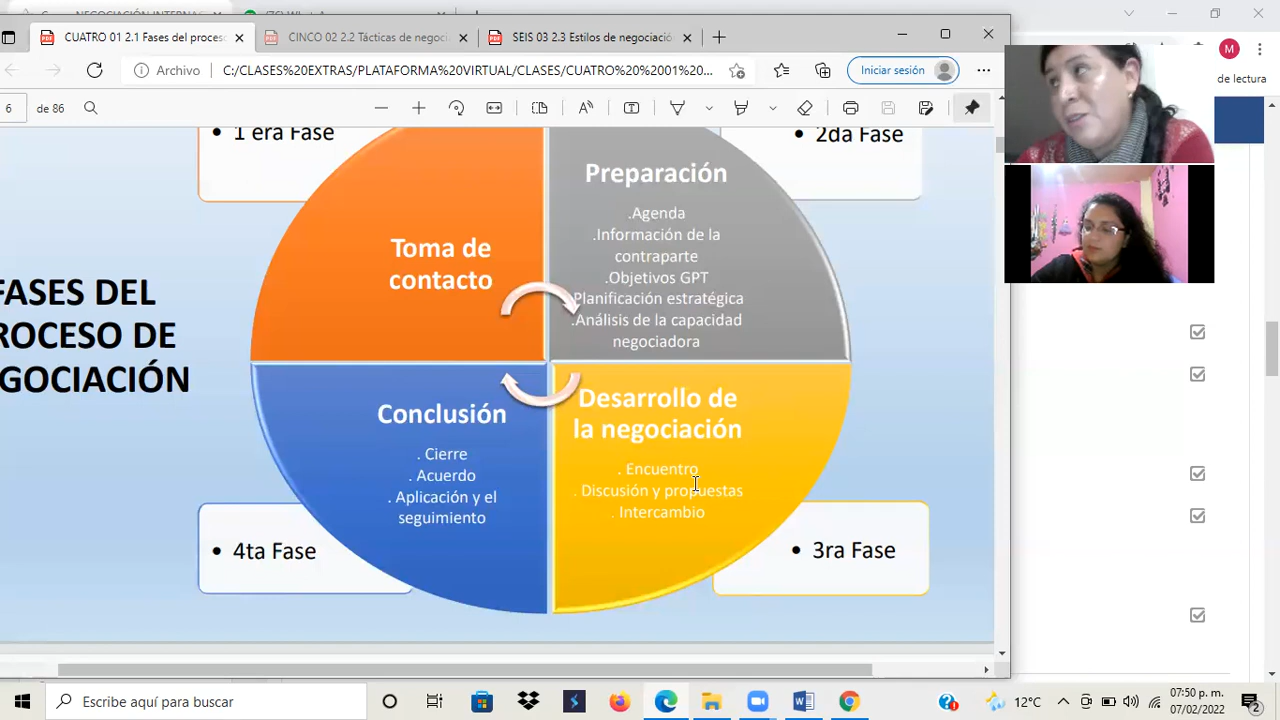 CUATRO 01 2.1 Fases del proces
CINCO 02 2.2 Tácticas de negoci
SEIS 03 2.3 Estilos de negociació
Archivo
C:/CLASES%20EXTRAS/PLATAFORMA%20VIRTUAL/CLASES/CUATRO%20%2001%20...
Iniciar sesión
M
de lectura
6
de 86
• 1 era Fase
• 2da Fase
Toma de
contacto
Preparación
.Agenda
.Información de la
contraparte
.Objetivos GPT
Planificación estratégica
.Análisis de la capacidad
negociadora
FASES DEL
ROCESO DE
GOCIACIÓN
Conclusión
. Cierre
. Acuerdo
. Aplicación y el
seguimiento
Desarrollo de
la negociación
. Encuentro
. Discusión y propuestas
. Intercambio
• 4ta Fase
• 3ra Fase
Escribe aquí para buscar
12°C
07:50 p. m.
07/02/2022
2